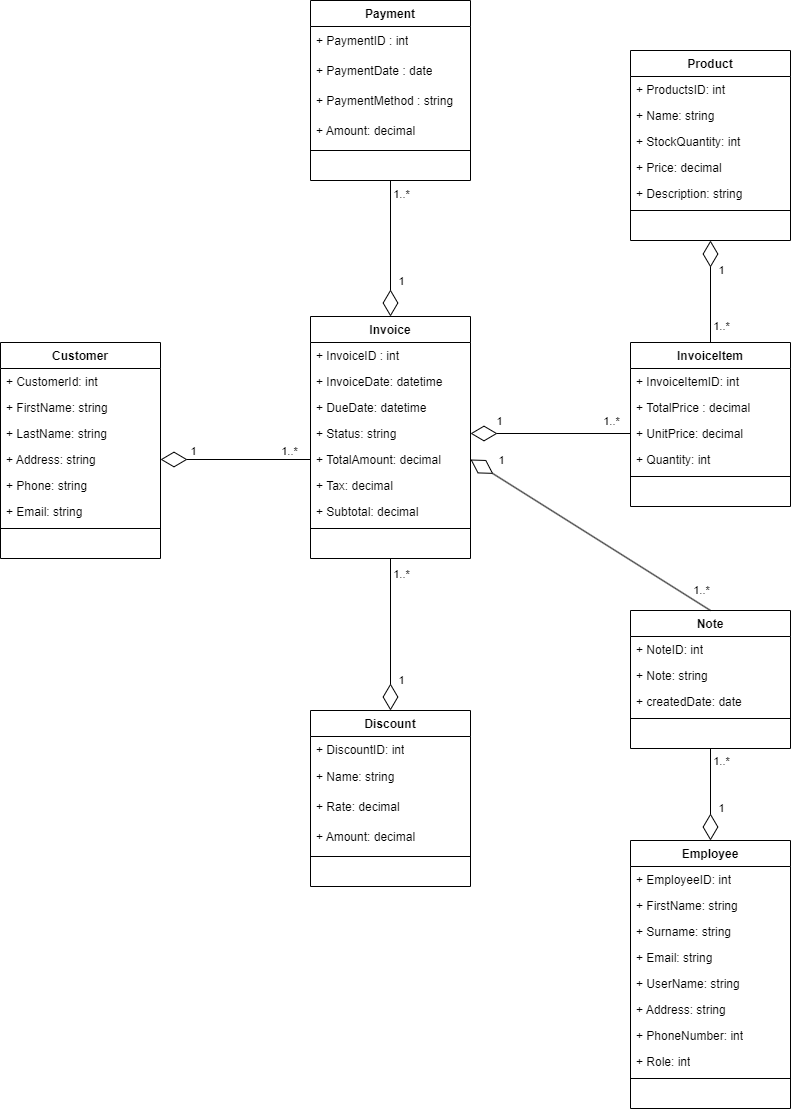 Payment
+ PaymentID : int
+ PaymentDate : date
+ PaymentMethod : string
+ Amount: decimal
1..*
1
Product
+ ProductsID: int
+ Name: string
+ StockQuantity: int
+ Price: decimal
+ Description: string
1
1..*
Customer
+ CustomerId: int
+ FirstName: string
+ LastName: string
+ Address: string
+ Phone: string
+ Email: string
1
1..*
Invoice
+ InvoiceID : int
+ InvoiceDate: datetime
+ DueDate: datetime
+ Status: string
+ TotalAmount: decimal
+ Tax: decimal
+ Subtotal: decimal
1
1..*
1
1..*
InvoiceItem
+ InvoiceItemID: int
+ TotalPrice : decimal
+ UnitPrice: decimal
+ Quantity: int
1..*
1
Discount
+ DiscountID: int
+ Name: string
+ Rate: decimal
+ Amount: decimal
Note
+ NoteID: int
+ Note: string
+ createdDate: date
1..*
1
Employee
+ EmployeeID: int
+ FirstName: string
+ Surname: string
+ Email: string
+ UserName: string
+ Address: string
+ PhoneNumber: int
+ Role: int